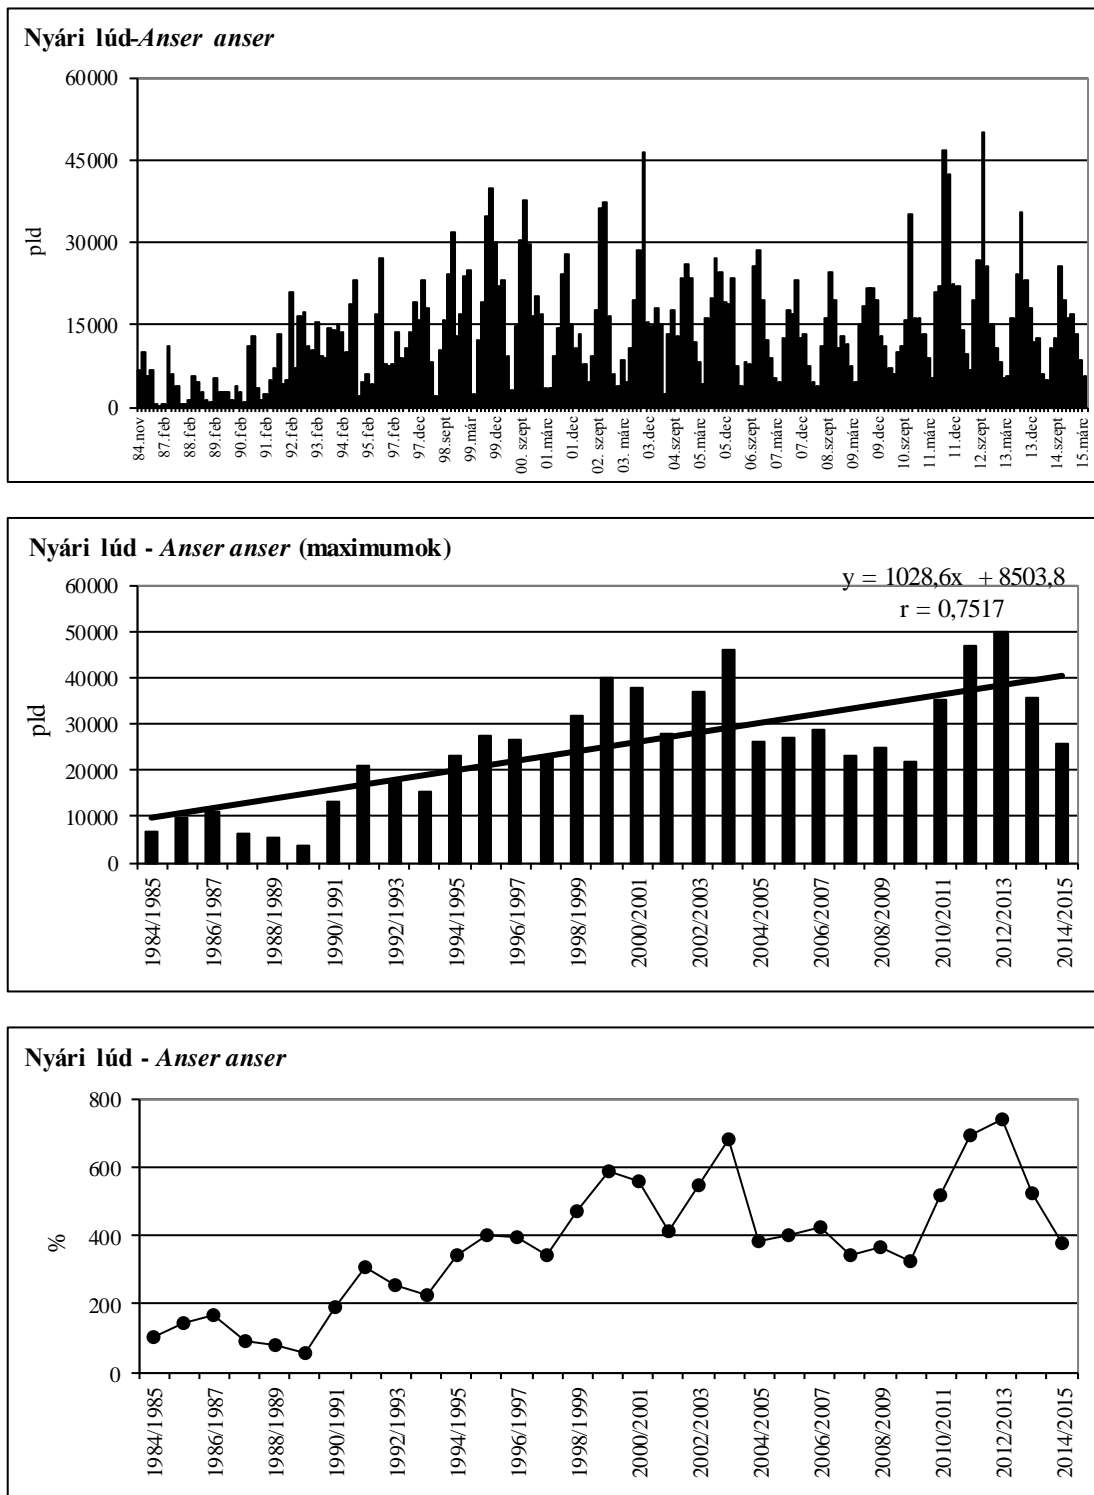 Nyári lúd-Anser anser
60000
45000
30000
15000
0
pld
84.nov
87.feb
88.feb
89.feb
90.feb
91.feb
92.feb
93.feb
94.feb
95.feb
97.feb
97.dec
98.sept
99.már
99.dec
00. szept
01.márc
01.dec
02. szept
03. márc
03.dec
04.szept
05.márc
05.dec
06.szept
07.márc
07.dec
08.szept
09.márc
09.dec
10.szept
11.márc
11.dec
12.szept
13.márc
13.dec
14.szept
15.márc
Nyári lúd - Anser anser (maximumok)
y = 1028,6x + 8503,8
r = 0,7517
60000
50000
40000
30000
20000
10000
0
pld
1984/1985
1986/1987
1988/1989
1990/1991
1992/1993
1994/1995
1996/1997
1998/1999
2000/2001
2002/2003
2004/2005
2006/2007
2008/2009
2010/2011
2012/2013
2014/2015
Nyári lúd - Anser anser
800
600
400
200
0
%
1984/1985
1986/1987
1988/1989
1990/1991
1992/1993
1994/1995
1996/1997
1998/1999
2000/2001
2002/2003
2004/2005
2006/2007
2008/2009
2010/2011
2012/2013
2014/2015